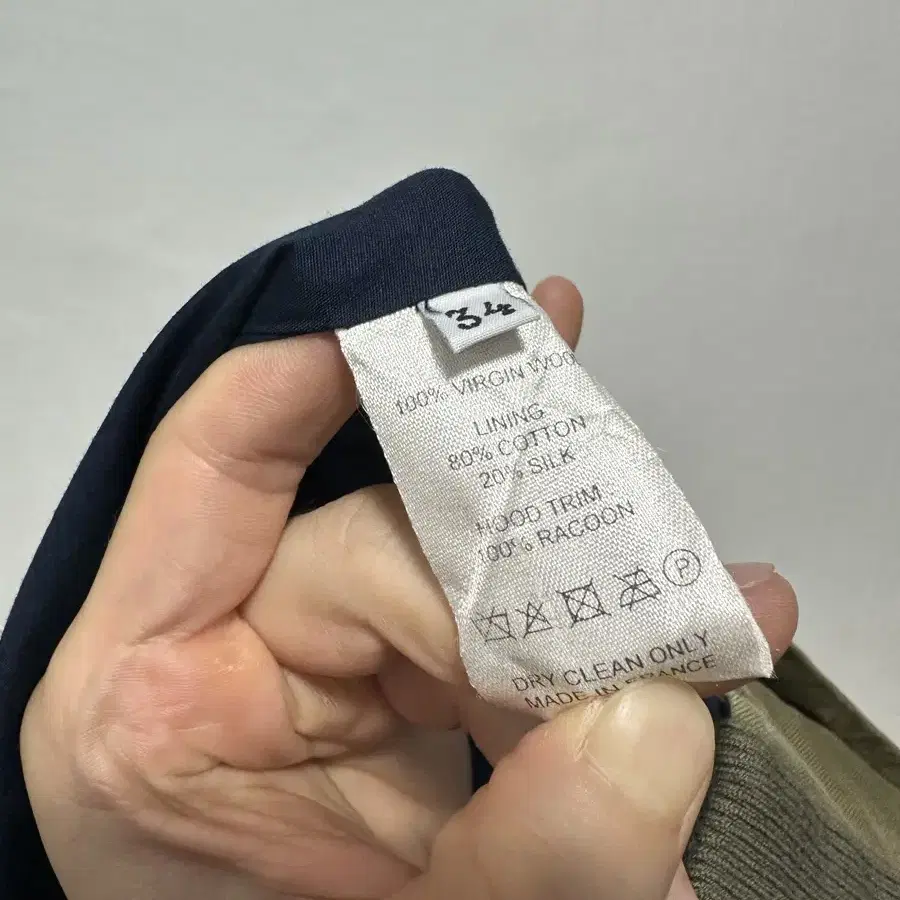 34
100% VIRGIN WOO
LINING
80% COTTON
20% SILK
HOOD TRIM
100% RACOON
P
DRY CLEAN ONLY
MADE IN FRANCE